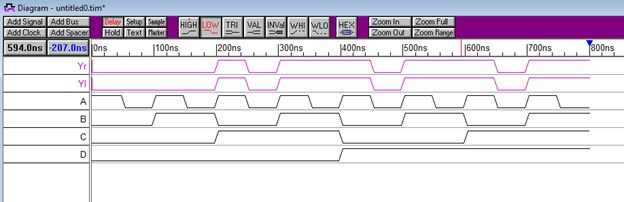 Diagram - untitled0.tim*
Add Signal Add Bus Delay Setup Sample HIGH LOW TRI VAL INVal WHI WLO HEX Zoom In Zoom Full
Add Clock Add Spacer Hold Text Marker Zoom Out Zoom Range
594.0ns -207.0ns 0ns 100ns 200ns 300ns 400ns 500ns 600ns 700ns 800ns
Yr
Yl
A
B
C
D